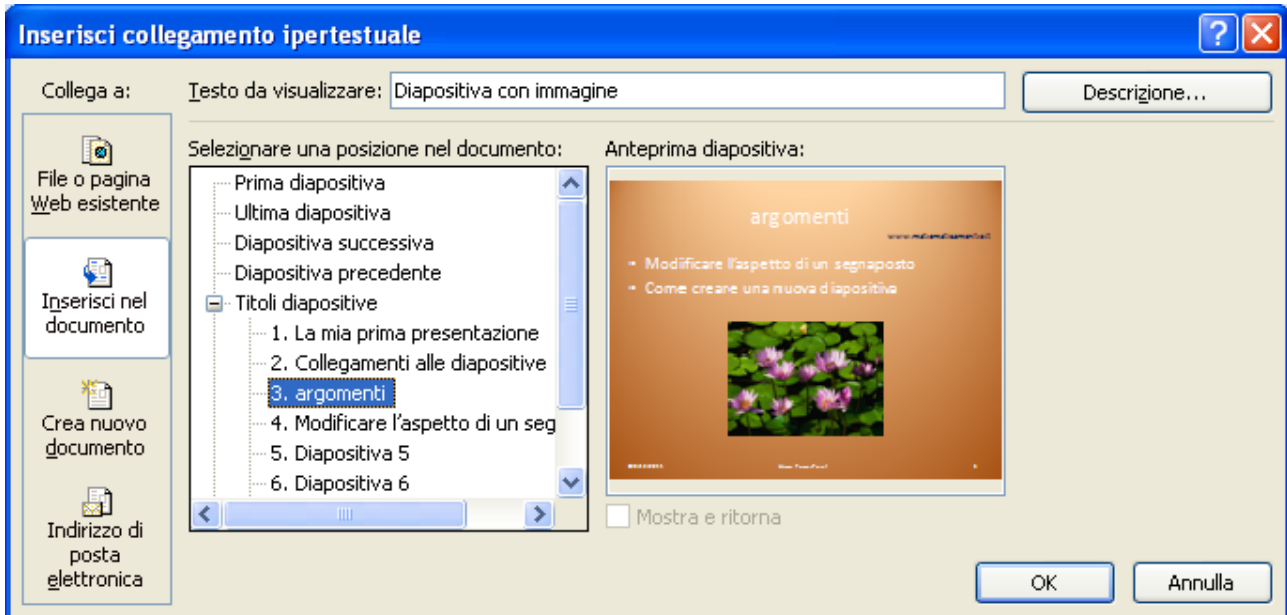 Inserisci collegamento ipertestuale
Collega a:
Testo da visualizzare: Diapositiva con immagine
Descrizione...
File o pagina
Web esistente
Inserisci nel
documento
Crea nuovo
documento
Indirizzo di
posta
elettronica
Selezionare una posizione nel documento:
Prima diapositiva
Ultima diapositiva
Diapositiva successiva
Diapositiva precedente
Titoli diapositive
1. La mia prima presentazione
2. Collegamenti alle diapositive
3. argomenti
4. Modificare l'aspetto di un seg
5. Diapositiva 5
6. Diapositiva 6
Anteprima diapositiva:
argomenti
Modificare l'aspetto di un segnaposto
Come creare una nuova diapositiva
Mostra e ritorna
OK
Annulla